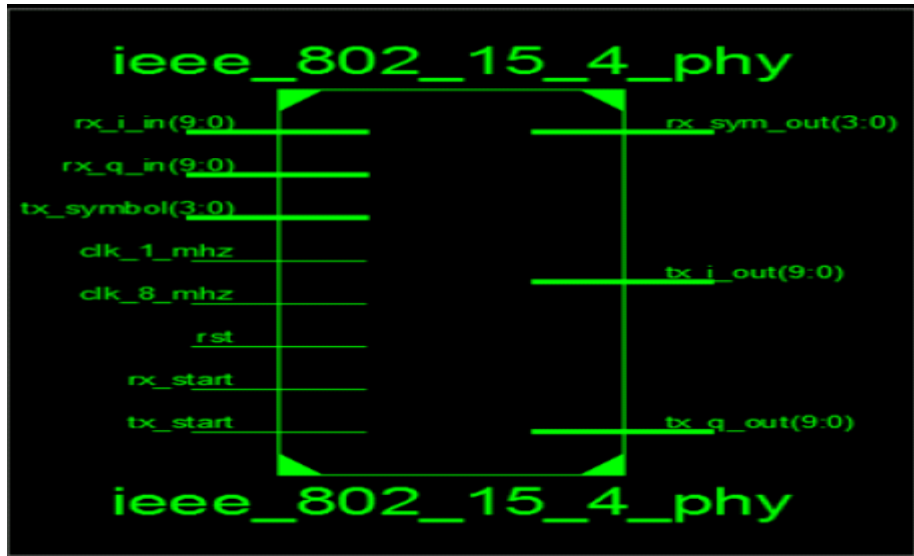 ieee_802_15_4_phy
rx_i_in(9:0)
rx_sym_out(3:0)
rx_q_in(9:0)
tx_symbol(3:0)
clk_1_mhz
tx_i_out(9:0)
clk_8_mhz
rst
rx_start
tx_start
tx_q_out(9:0)
ieee_802_15_4_phy